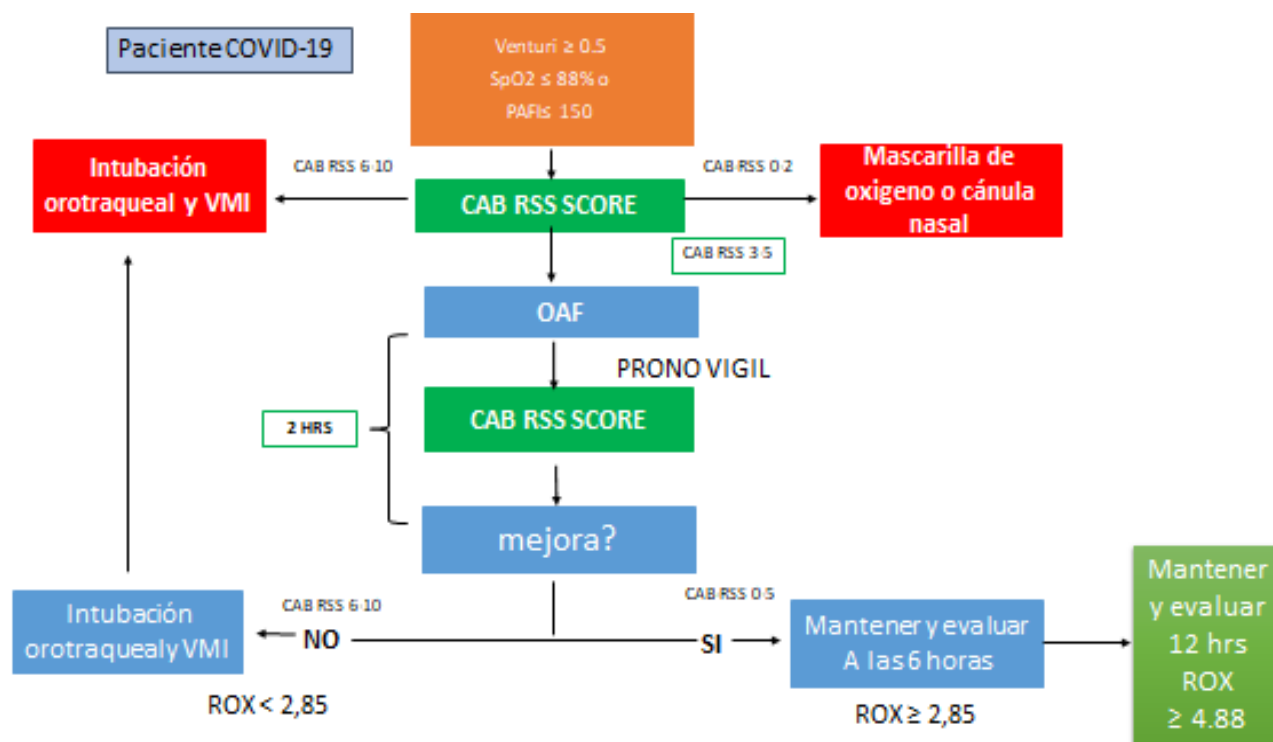 Paciente COVID-19
Venturi ≥ 0.5
SpO2 ≤ 88% o
PAFI≤ 150
Intubación
orotraqueal y VMI
CAB RSS 6-10
CAB RSS SCORE
CAB-RSS 0-2
Mascarilla de
oxigeno o cánula
nasal
CAB RSS 3-5
OAF
PRONO VIGIL
2 HRS
CAB RSS SCORE
mejora?
CAB RSS 6-10
CAB-RSS 0-5
Intubación
orotraquealy VMI
NO
SI
Mantener y evaluar
A las 6 horas
Mantener
y evaluar
12 hrs
ROX
≥ 4.88
ROX < 2,85
ROX ≥ 2,85